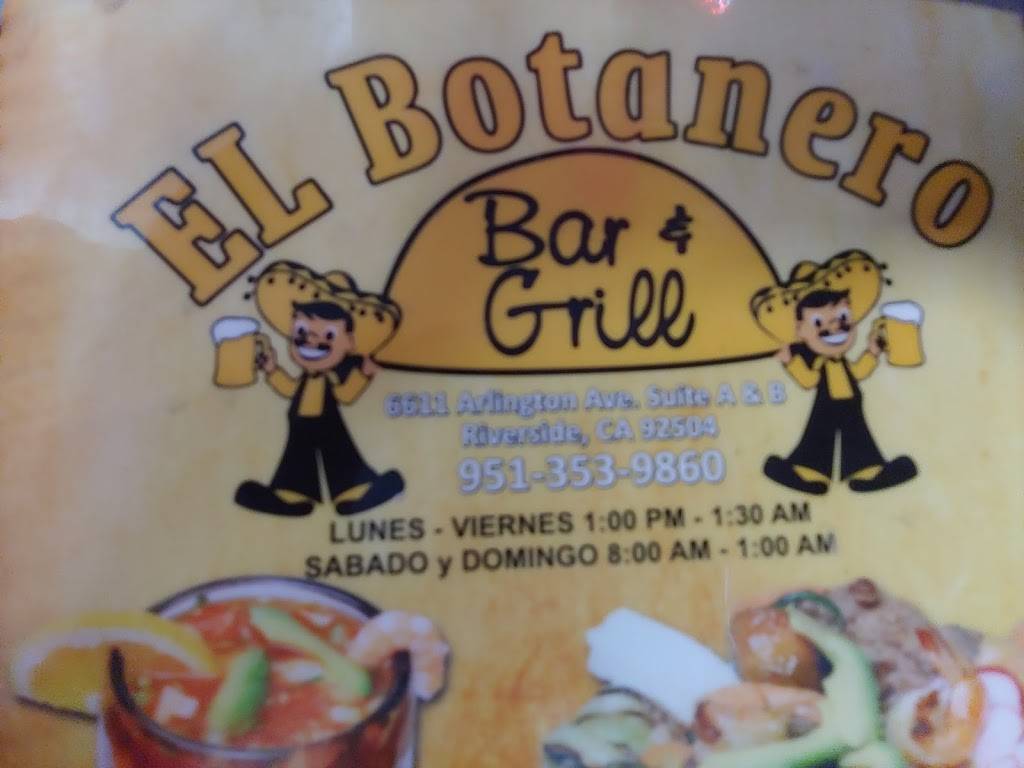 EL Botanero
Bar &
Grill
6611 Arlington Ave. Suite A & B
Riverside, CA 92504
951-353-9860
LUNES - VIERNES 1:00 PM - 1:30 AM
SABADO y DOMINGO 8:00 AM - 1:00 AM